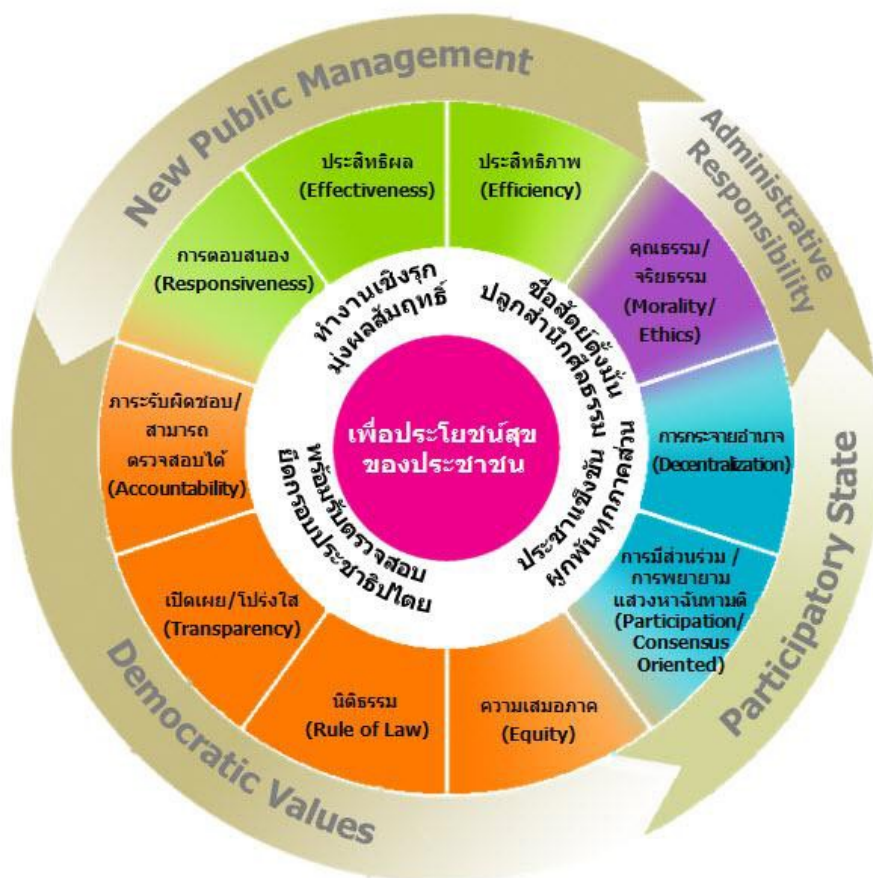 New Public Management
Administrative
Responsibility
Participatory State
Democratic Values
ประสิทธิผล
(Effectiveness)
ประสิทธิภาพ
(Efficiency)
คุณธรรม/
จริยธรรม
(Morality/
Ethics)
การกระจายอำนาจ
(Decentralization)
การมีส่วนร่วม /
การพยายาม
แสวงหาฉันทามติ
(Participation/
Consensus
Oriented)
ความเสมอภาค
(Equity)
นิติธรรม
(Rule of Law)
เปิดเผย/โปร่งใส
(Transparency)
ภาระรับผิดชอบ/
สามารถ
ตรวจสอบได้
(Accountability)
การตอบสนอง
(Responsiveness)
ทำงานเชิงรุก
มุ่งผลสัมฤทธิ์
ซื่อสัตย์ตั้งมั่น
ปลูกสำนึกศีลธรรม
ประชาแข็งขัน
ผูกพันทุกภาคส่วน
พร้อมรับตรวจสอบ
ยึดกรอบประชาธิปไตย
เพื่อประโยชน์สุข
ของประชาชน